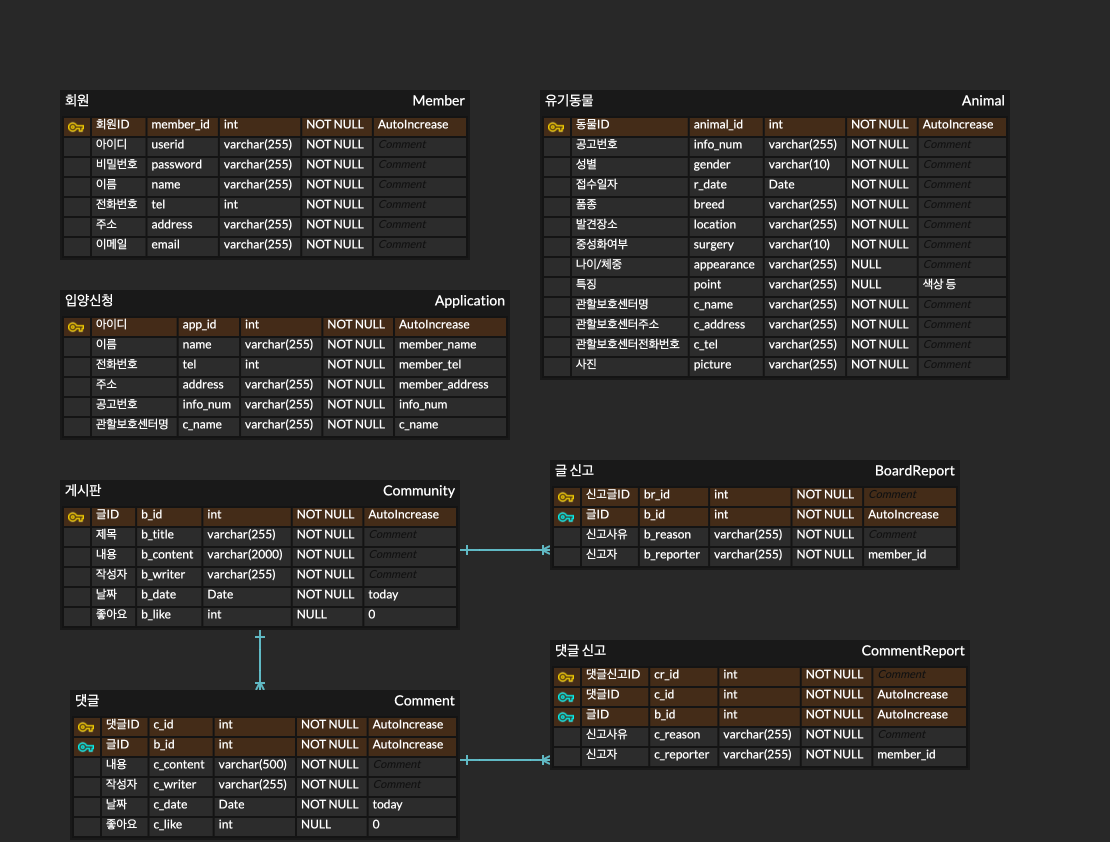 회원 Member
회원ID member_id int NOT NULL AutoIncrease
아이디 userid varchar(255) NOT NULL Comment
비밀번호 password varchar(255) NOT NULL Comment
이름 name varchar(255) NOT NULL Comment
전화번호 tel int NOT NULL Comment
주소 address varchar(255) NOT NULL Comment
이메일 email varchar(255) NOT NULL Comment
유기동물 Animal
동물ID animal_id int NOT NULL AutoIncrease
공고번호 info_num varchar(255) NOT NULL Comment
성별 gender varchar(10) NOT NULL Comment
접수일자 r_date Date NOT NULL Comment
품종 breed varchar(255) NOT NULL Comment
발견장소 location varchar(255) NOT NULL Comment
중성화여부 surgery varchar(10) NOT NULL Comment
나이/체중 appearance varchar(255) NULL Comment
특징 point varchar(255) NULL 색상 등
관할보호센터명 c_name varchar(255) NOT NULL Comment
관할보호센터주소 c_address varchar(255) NOT NULL Comment
관할보호센터전화번호 c_tel varchar(255) NOT NULL Comment
사진 picture varchar(255) NOT NULL Comment
입양신청 Application
아이디 app_id int NOT NULL AutoIncrease
이름 name varchar(255) NOT NULL member_name
전화번호 tel int NOT NULL member_tel
주소 address varchar(255) NOT NULL member_address
공고번호 info_num varchar(255) NOT NULL info_num
관할보호센터명 c_name varchar(255) NOT NULL c_name
게시판 Community
글ID b_id int NOT NULL AutoIncrease
제목 b_title varchar(255) NOT NULL Comment
내용 b_content varchar(2000) NOT NULL Comment
작성자 b_writer varchar(255) NOT NULL Comment
날짜 b_date Date NOT NULL today
좋아요 b_like int NULL 0
글 신고 BoardReport
신고글ID br_id int NOT NULL Comment
글ID b_id int NOT NULL AutoIncrease
신고사유 b_reason varchar(255) NOT NULL Comment
신고자 b_reporter varchar(255) NOT NULL member_id
댓글 Comment
댓글ID c_id int NOT NULL AutoIncrease
글ID b_id int NOT NULL AutoIncrease
내용 c_content varchar(500) NOT NULL Comment
작성자 c_writer varchar(255) NOT NULL Comment
날짜 c_date Date NOT NULL today
좋아요 c_like int NULL 0
댓글 신고 CommentReport
댓글신고ID cr_id int NOT NULL Comment
댓글ID c_id int NOT NULL AutoIncrease
글ID b_id int NOT NULL AutoIncrease
신고사유 c_reason varchar(255) NOT NULL Comment
신고자 c_reporter varchar(255) NOT NULL member_id